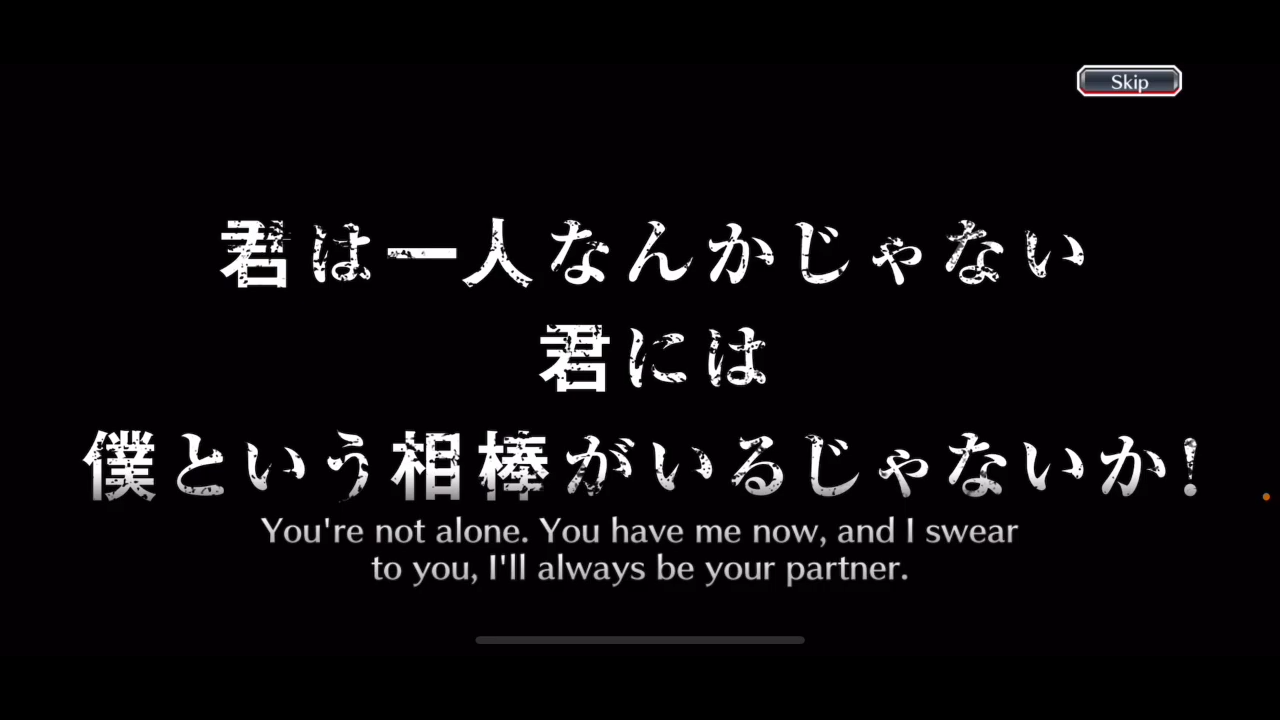 Skip
君は一人なんかじゃない
君には
僕という相棒がいるじゃないか!
You're not alone. You have me now, and I swear
to you, I'll always be your partner.